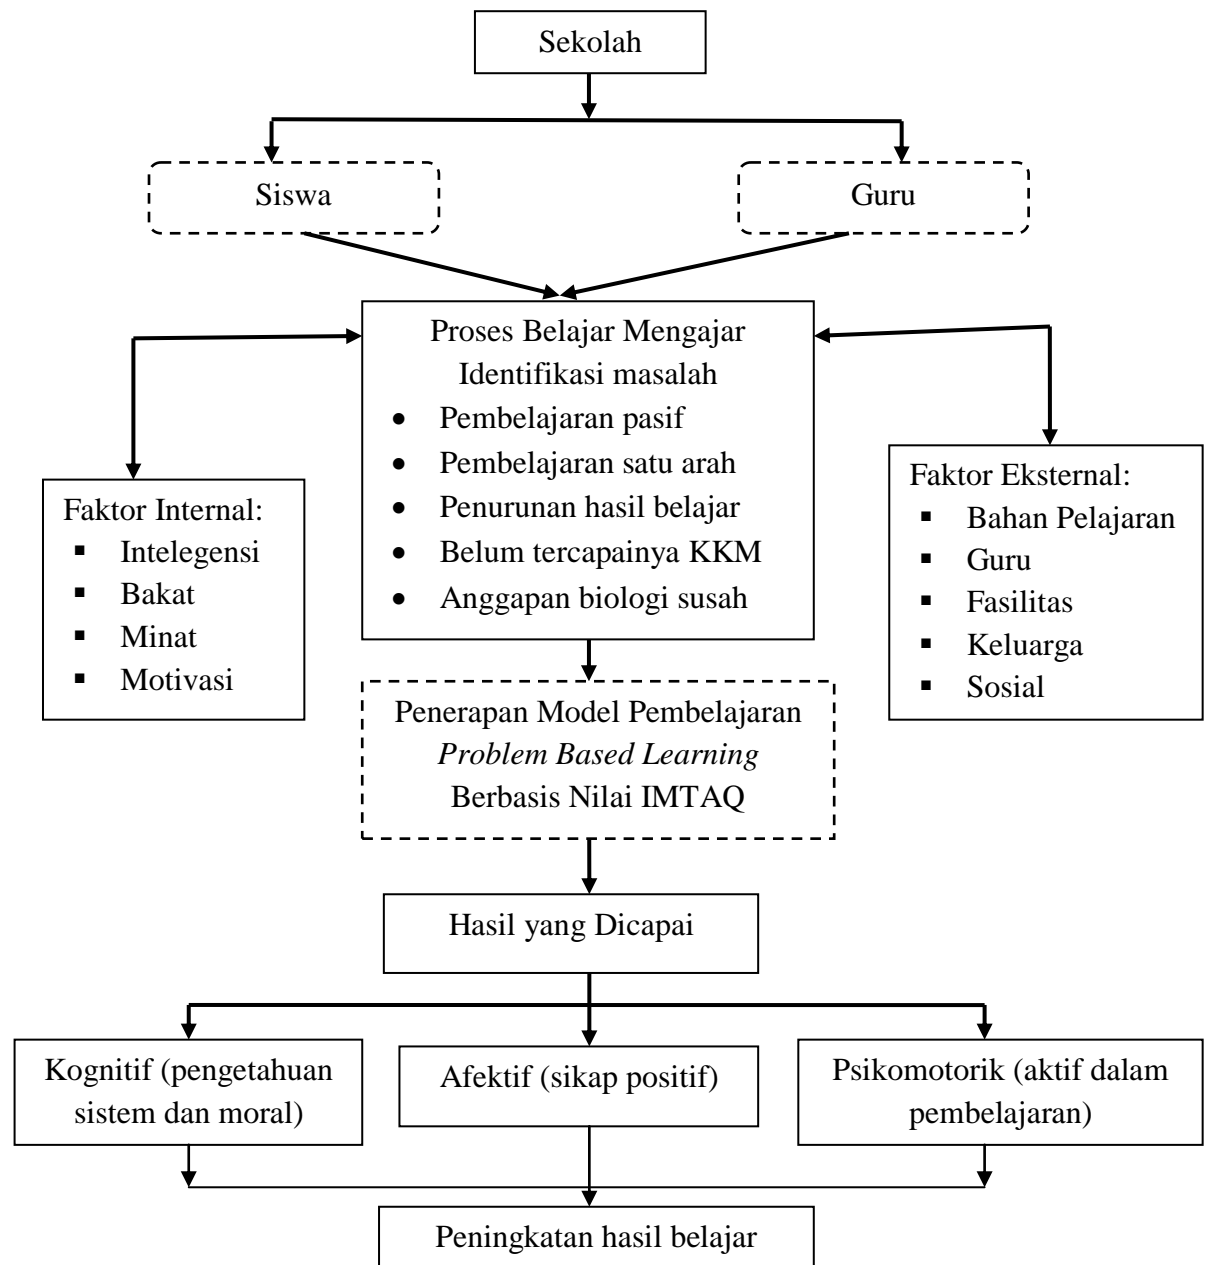 Sekolah
Siswa
Guru
Proses Belajar Mengajar
Identifikasi masalah
• Pembelajaran pasif
• Pembelajaran satu arah
• Penurunan hasil belajar
• Belum tercapainya KKM
• Anggapan biologi susah
Faktor Internal:
▪ Intelegensi
▪ Bakat
▪ Minat
▪ Motivasi
Faktor Eksternal:
▪ Bahan Pelajaran
▪ Guru
▪ Fasilitas
▪ Keluarga
▪ Sosial
Penerapan Model Pembelajaran
Problem Based Learning
Berbasis Nilai IMTAQ
Hasil yang Dicapai
Kognitif (pengetahuan
sistem dan moral)
Afektif (sikap positif)
Psikomotorik (aktif dalam
pembelajaran)
Peningkatan hasil belajar